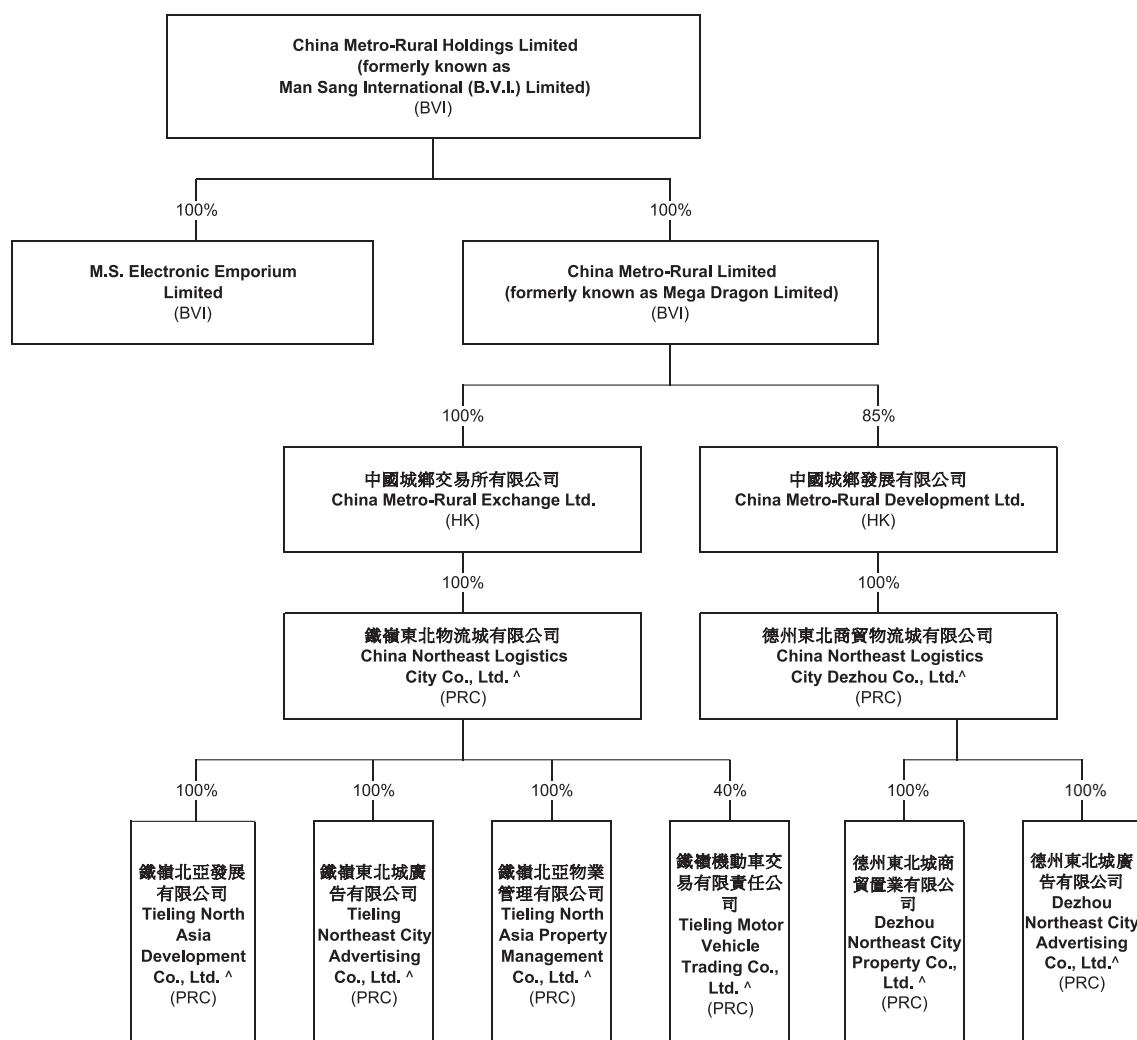 China Metro-Rural Holdings Limited
(formerly known as
Man Sang International (B.V.I.) Limited)
(BVI)
100%
100%
M.S. Electronic Emporium
Limited
(BVI)
China Metro-Rural Limited
(formerly known as Mega Dragon Limited)
(BVI)
100%
85%
中國城鄉交易所有限公司
China Metro-Rural Exchange Ltd.
(HK)
中國城鄉發展有限公司
China Metro-Rural Development Ltd.
(HK)
100%
100%
鐵嶺東北物流城有限公司
China Northeast Logistics
City Co., Ltd. ^
(PRC)
德州東北商貿物流城有限公司
China Northeast Logistics
City Dezhou Co., Ltd.^
(PRC)
100%
100%
100%
40%
100%
100%
鐵嶺北亞發展
有限公司
Tieling North
Asia
Development
Co., Ltd. ^
(PRC)
鐵嶺東北城廣
告有限公司
Tieling
Northeast City
Advertising
Co., Ltd. ^
(PRC)
鐵嶺北亞物業
管理有限公司
Tieling North
Asia Property
Management
Co., Ltd. ^
(PRC)
鐵嶺機動車交
易有限責任公
司
Tieling Motor
Vehicle
Trading Co.,
Ltd. ^
(PRC)
德州東北城商
貿置業有限公
司
Dezhou
Northeast City
Property Co.,
Ltd. ^
(PRC)
德州東北城廣
告有限公司
Dezhou
Northeast City
Advertising
Co., Ltd.^
(PRC)